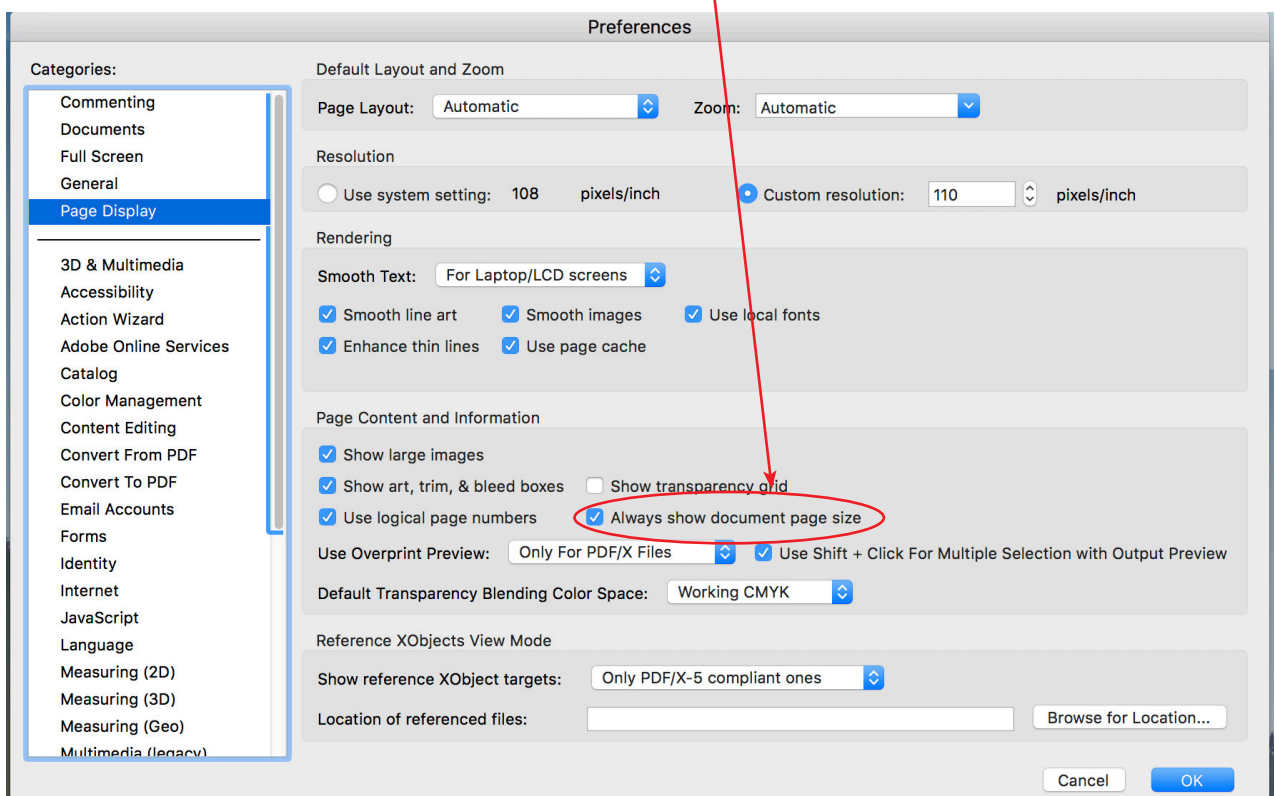 Preferences
Categories:
Commenting
Documents
Full Screen
General
Page Display
3D & Multimedia
Accessibility
Action Wizard
Adobe Online Services
Catalog
Color Management
Content Editing
Convert From PDF
Convert To PDF
Email Accounts
Forms
Identity
Internet
JavaScript
Language
Measuring (2D)
Measuring (3D)
Measuring (Geo)
Multimedia (legacy)
Default Layout and Zoom
Page Layout: Automatic Zoom: Automatic
Resolution
Use system setting: 108 pixels/inch Custom resolution: 110 pixels/inch
Rendering
Smooth Text: For Laptop/LCD screens
Smooth line art Smooth images Use local fonts
Enhance thin lines Use page cache
Page Content and Information
Show large images
Show art, trim, & bleed boxes Show transparency grid
Use logical page numbers Always show document page size
Use Overprint Preview: Only For PDF/X Files Use Shift + Click For Multiple Selection with Output Preview
Default Transparency Blending Color Space: Working CMYK
Reference XObjects View Mode
Show reference XObject targets: Only PDF/X-5 compliant ones
Location of referenced files: Browse for Location...
Cancel OK